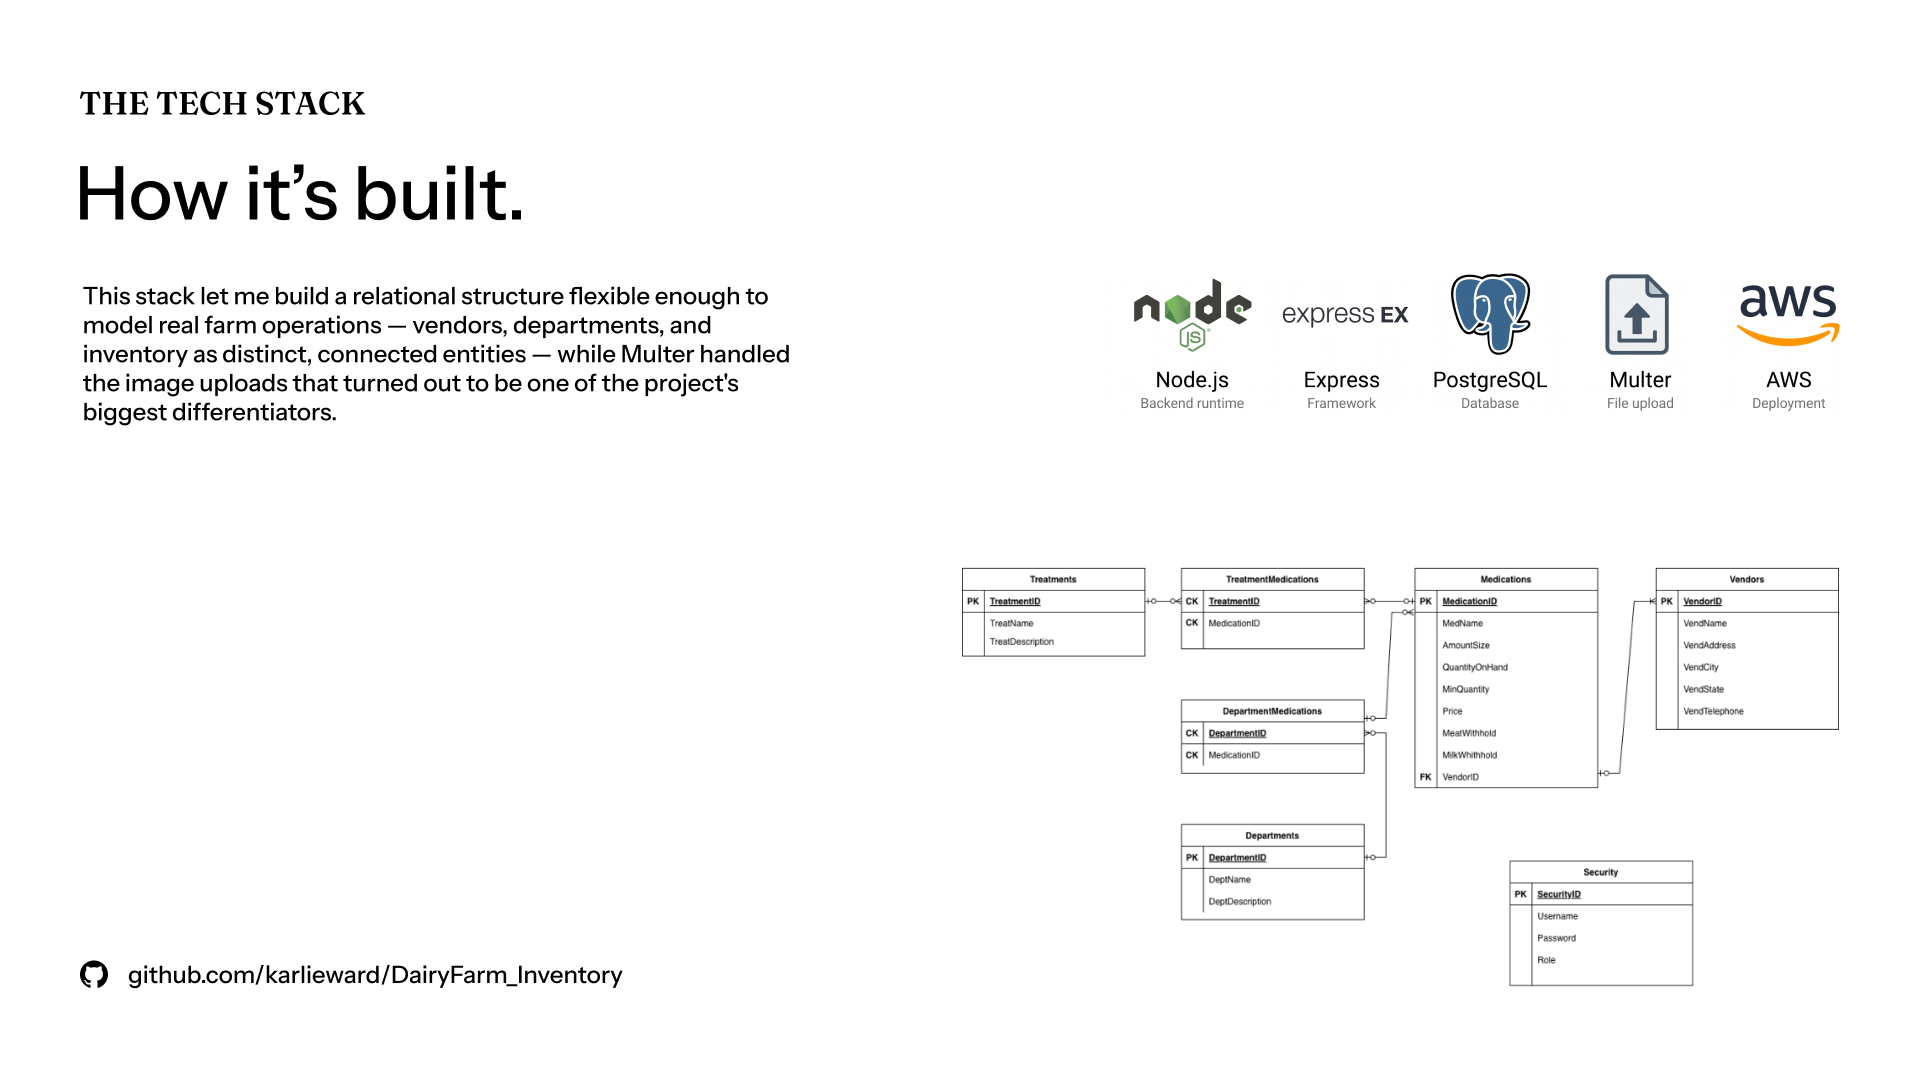 THE TECH STACK
How it’s built.
This stack let me build a relational structure flexible enough to
model real farm operations — vendors, departments, and
inventory as distinct, connected entities — while Multer handled
the image uploads that turned out to be one of the project's
biggest differentiators.
node
JS
express EX
aws
Node.js
Backend runtime
Express
Framework
PostgreSQL
Database
Multer
File upload
AWS
Deployment
Treatments
PK TreatmentID
TreatName
TreatDescription
TreatmentMedications
CK TreatmentID
CK MedicationID
Medications
PK MedicationID
MedName
AmountSize
QuantityOnHand
MinQuantity
Price
MeatWithhold
MilkWhithhold
FK VendorID
Vendors
PK VendorID
VendName
VendAddress
VendCity
VendState
VendTelephone
DepartmentMedications
CK DepartmentID
CK MedicationID
Departments
PK DepartmentID
DeptName
DeptDescription
Security
PK SecurityID
Username
Password
Role
github.com/karlieward/DairyFarm_Inventory